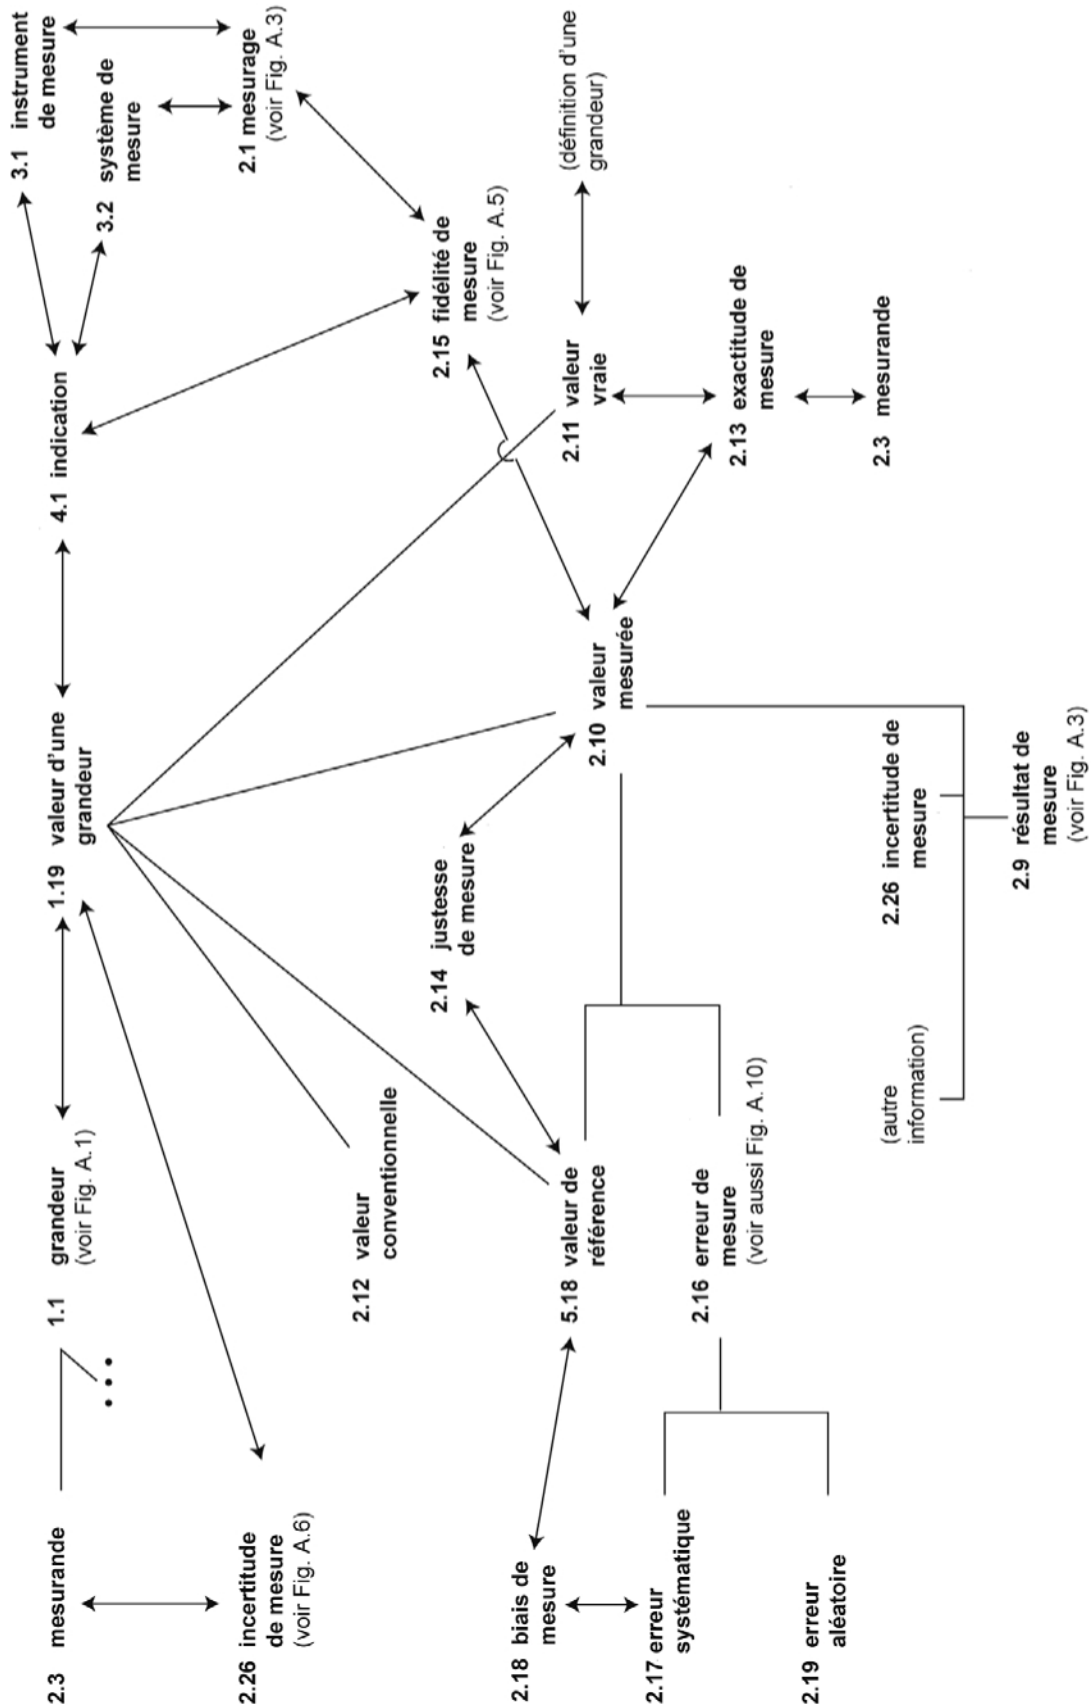 2.3 mesurande
1.1 grandeur
(voir Fig. A.1)
1.19 valeur d'une
grandeur
4.1 indication
3.1 instrument
de mesure
3.2 système de
mesure
2.26 incertitude
de mesure
(voir Fig. A.6)
2.1 mesurage
(voir Fig. A.3)
2.12 valeur
conventionnelle
2.14 justesse
de mesure
2.15 fidélité de
mesure
(voir Fig. A.5)
2.18 biais de
mesure
5.18 valeur de
référence
2.10 valeur
mesurée
2.11 valeur
vraie
(définition d'une
grandeur)
2.17 erreur
systématique
2.16 erreur de
mesure
(voir aussi Fig. A.10)
2.13 exactitude de
mesure
2.19 erreur
aléatoire
(autre
information)
2.26 incertitude de
mesure
2.3 mesurande
2.9 résultat de
mesure
(voir Fig. A.3)